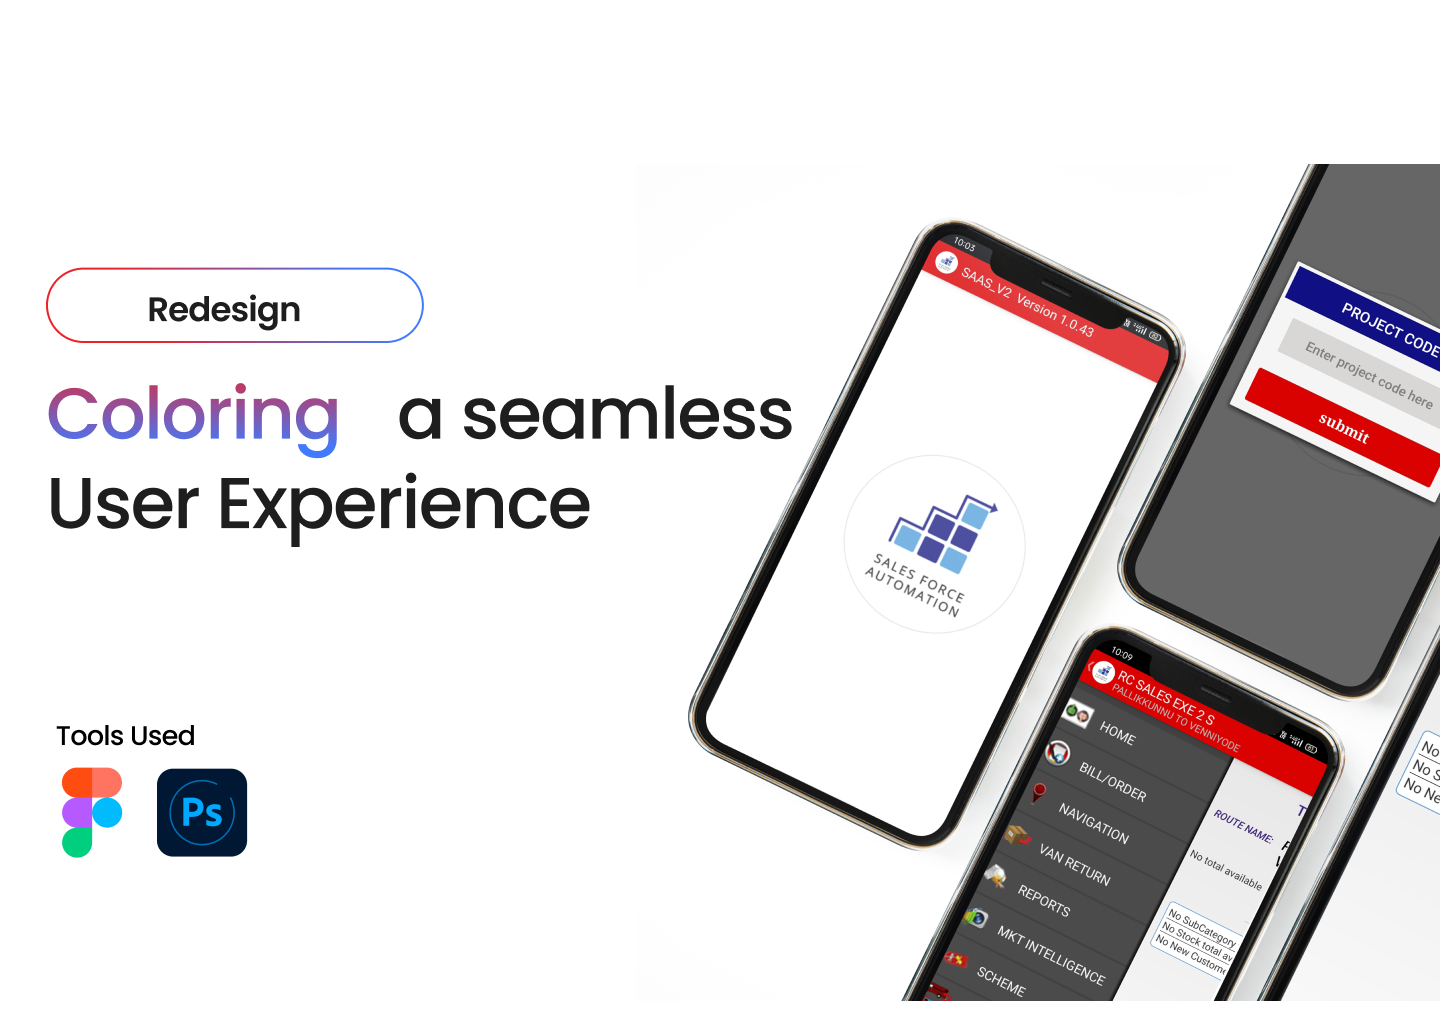 Redesign
Coloring a seamless
User Experience
Tools Used
Ps
10:03
SAAS_V2 Version 1.0.43
SALES FORCE
AUTOMATION
PROJECT CODE
Enter project code here
submit
10:09
RC SALES EXE 2 S
PALLIKKUNNU TO VENNIYODE
HOME
BILL/ORDER
NAVIGATION
VAN RETURN
REPORTS
MKT INTELLIGENCE
SCHEME
T
ROUTE NAME:
No total available
No SubCategory
No Stock total av
No New Custome
No
No S
No Ne